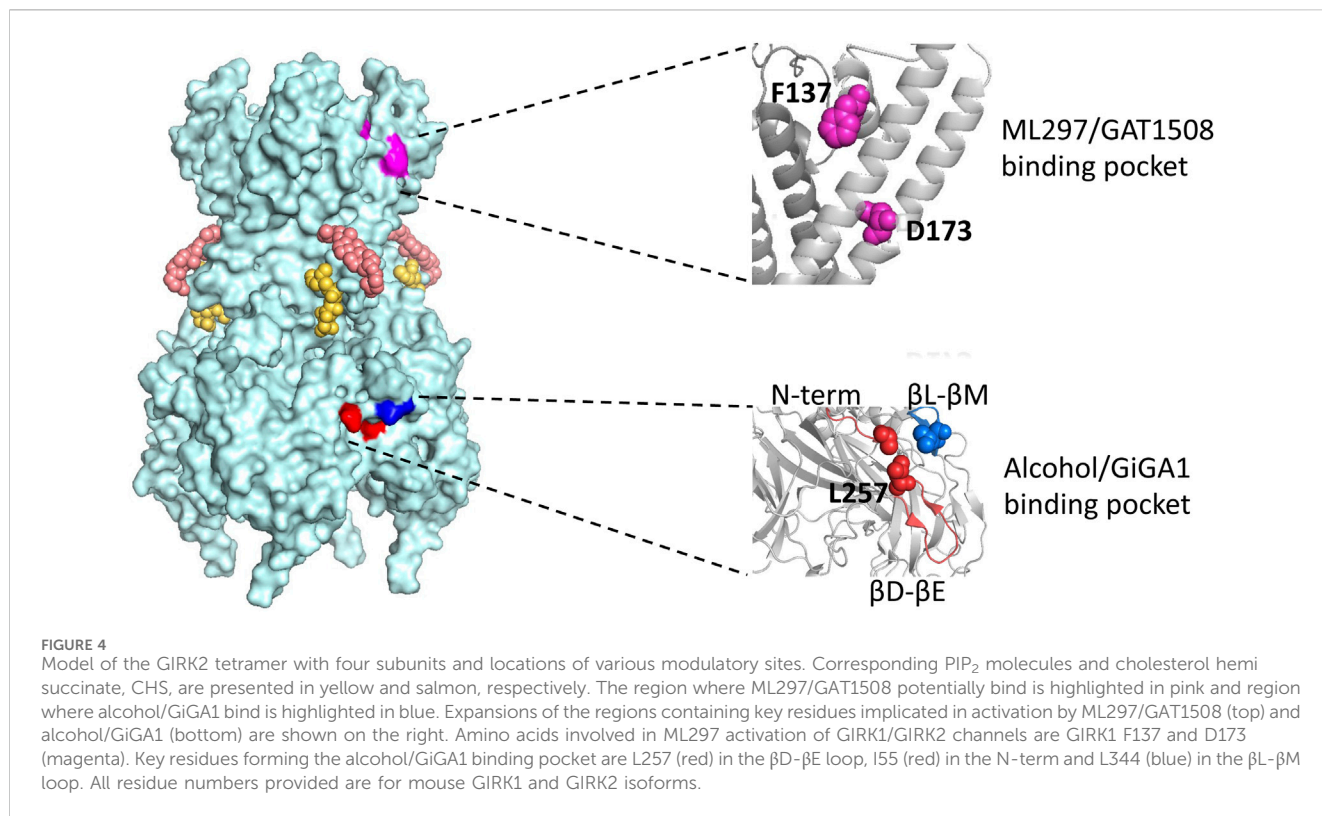 F137
D173
ML297/GAT1508
binding pocket
N-term
βL-βM
L257
βD-βE
Alcohol/GiGA1
binding pocket
FIGURE 4
Model of the GIRK2 tetramer with four subunits and locations of various modulatory sites. Corresponding PIP₂ molecules and cholesterol hemi
succinate, CHS, are presented in yellow and salmon, respectively. The region where ML297/GAT1508 potentially bind is highlighted in pink and region
where alcohol/GiGA1 bind is highlighted in blue. Expansions of the regions containing key residues implicated in activation by ML297/GAT1508 (top) and
alcohol/GiGA1 (bottom) are shown on the right. Amino acids involved in ML297 activation of GIRK1/GIRK2 channels are GIRK1 F137 and D173
(magenta). Key residues forming the alcohol/GiGA1 binding pocket are L257 (red) in the βD-βE loop, I55 (red) in the N-term and L344 (blue) in the βL-βM
loop. All residue numbers provided are for mouse GIRK1 and GIRK2 isoforms.